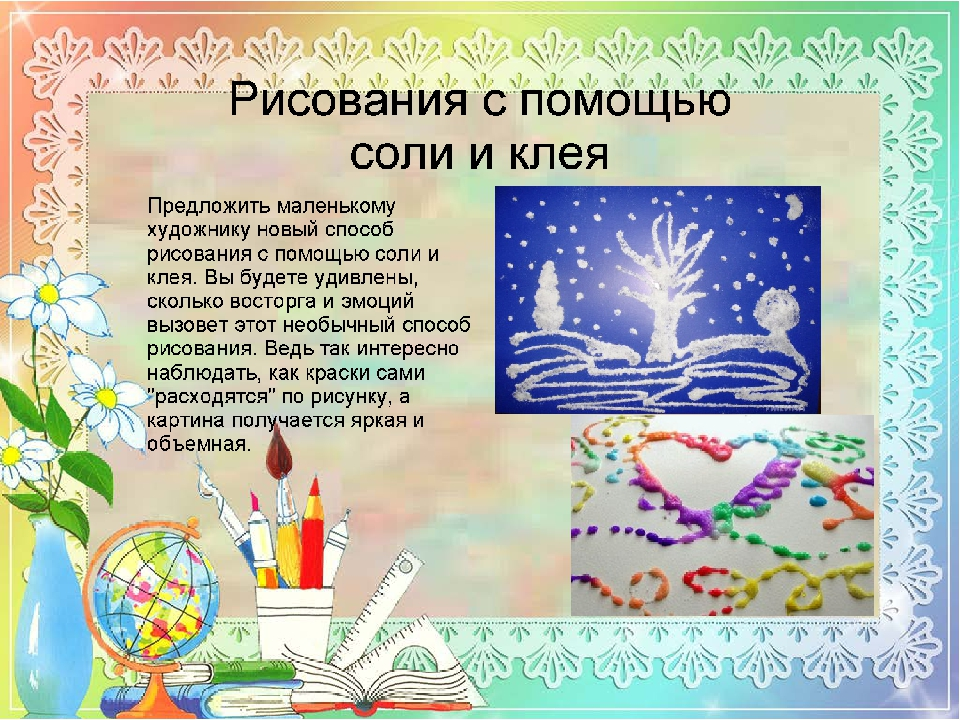 Рисования с помощью
соли и клея
Предложить маленькому
художнику новый способ
рисования с помощью соли и
клея. Вы будете удивлены,
сколько восторга и эмоций
вызовет этот необычный способ
рисования. Ведь так интересно
наблюдать, как краски сами
"расходятся" по рисунку, а
картина получается яркая и
объемная.